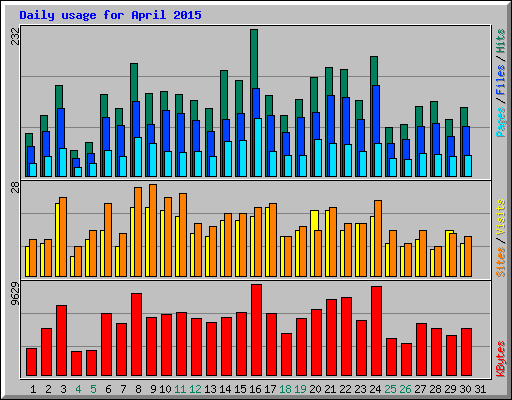 Daily usage for April 2015
232
Pages / Files / Hits
28
Sites / Visits
9629
KBytes
1 2 3 4 5 6 7 8 9 10 11 12 13 14 15 16 17 18 19 20 21 22 23 24 25 26 27 28 29 30 31